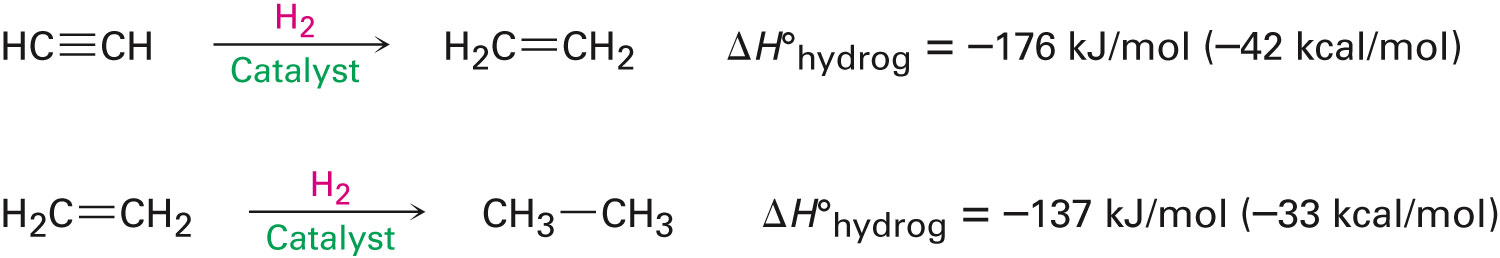 H₂
HC≡CH → H₂C=CH₂ ΔH°hydrog = –176 kJ/mol (–42 kcal/mol)
Catalyst
H₂
H₂C=CH₂ → CH₃—CH₃ ΔH°hydrog = –137 kJ/mol (–33 kcal/mol)
Catalyst